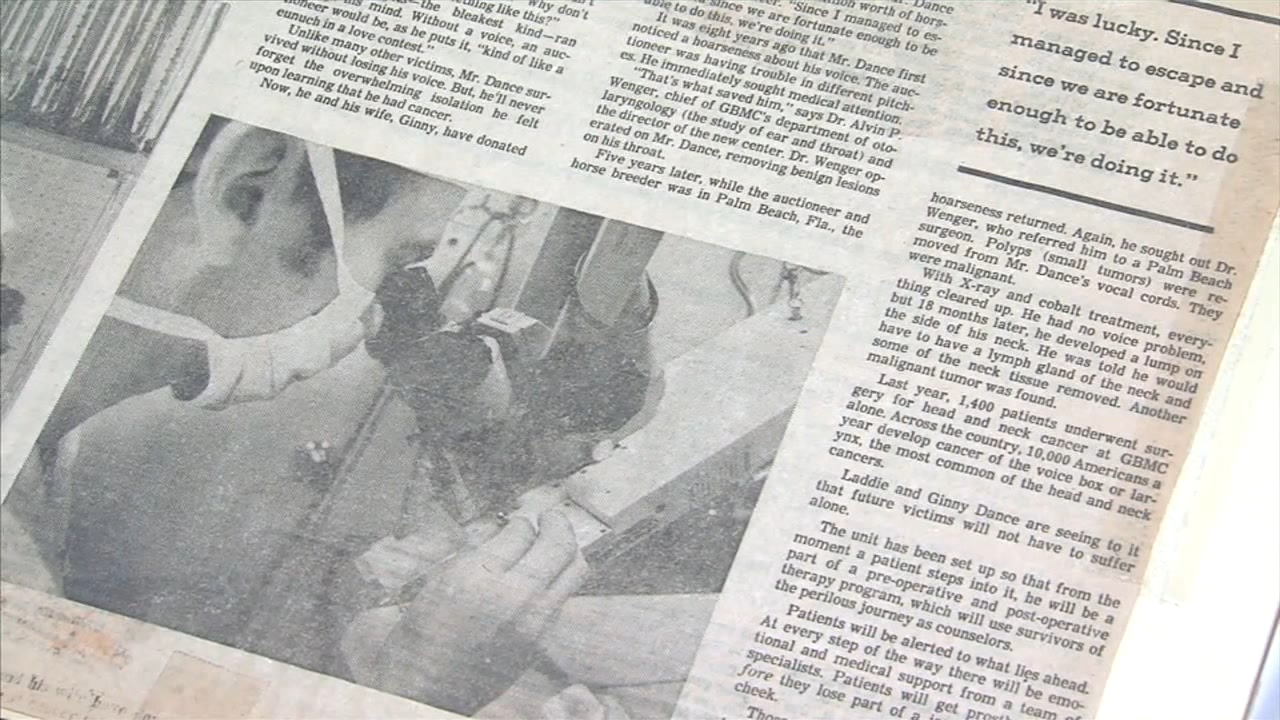 why don't
thing like this?"
—the bleakest kind—ran
his mind. Without a voice, an auc-
tioneer would be, as he puts it, "kind of like a
eunuch in a love contest."
Unlike many other victims, Mr. Dance sur-
vived without losing his voice. But, he'll never
forget the overwhelming isolation he felt
upon learning that he had cancer.
Now, he and his wife, Ginny, have donated
Dance
worth of hors-
"Since I managed to es-
since we are fortunate enough to be
able to do this, we're doing it."
It was eight years ago that Mr. Dance first
noticed a hoarseness about his voice. The auc-
tioneer was having trouble in different pitch-
es. He immediately sought medical attention.
"That's what saved him," says Dr. Alvin P.
Wenger, chief of GBMC's department of oto-
laryngology (the study of ear and throat) and
the director of the new center. Dr. Wenger op-
erated on Mr. Dance, removing benign lesions
on his throat.
Five years later, while the auctioneer and
horse breeder was in Palm Beach, Fla., the
"I was lucky. Since I
managed to escape and
since we are fortunate
enough to be able to do
this, we're doing it."
hoarseness returned. Again, he sought out Dr.
Wenger, who referred him to a Palm Beach
surgeon. Polyps (small tumors) were re-
moved from Mr. Dance's vocal cords. They
were malignant.
With X-ray and cobalt treatment, every-
thing cleared up. He had no voice problem,
but 18 months later, he developed a lump on
the side of his neck. He was told he would
have to have a lymph gland of the neck and
some of the neck tissue removed. Another
malignant tumor was found.
Last year, 1,400 patients underwent sur-
gery for head and neck cancer at GBMC
alone. Across the country, 10,000 Americans a
year develop cancer of the voice box or lar-
ynx, the most common of the head and neck
cancers.
Laddie and Ginny Dance are seeing to it
that future victims will not have to suffer
alone.
The unit has been set up so that from the
moment a patient steps into it, he will be a
part of a pre-operative and post-operative
therapy program, which will use survivors of
the perilous journey as counselors.
Patients will be alerted to what lies ahead.
At every step of the way there will be emo-
tional and medical support from a team of
specialists. Patients will get
fore they lose part of a
cheek.